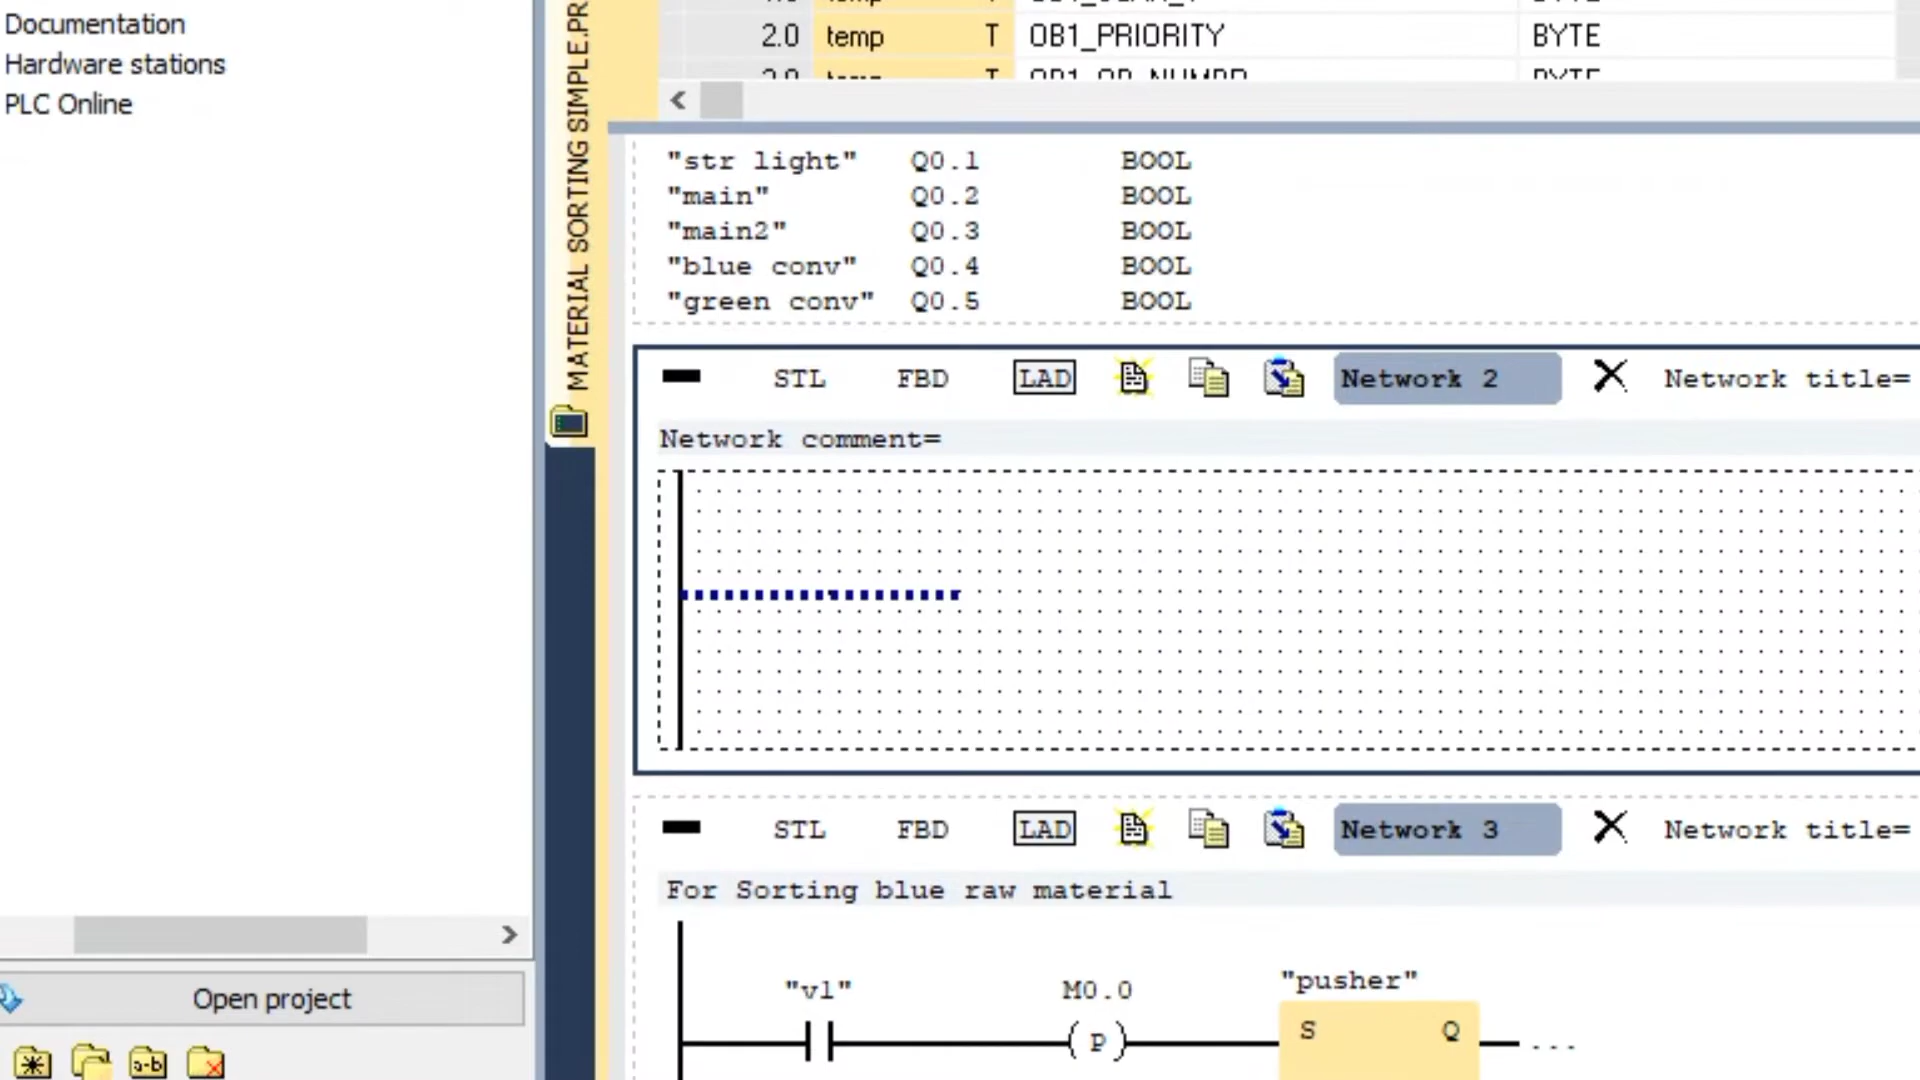 Documentation
Hardware stations
PLC Online
MATERIAL SORTING SIMPLE.PR
2.0 temp T OB1_PRIORITY BYTE
"str light" Q0.1 BOOL
"main" Q0.2 BOOL
"main2" Q0.3 BOOL
"blue conv" Q0.4 BOOL
"green conv" Q0.5 BOOL
STL FBD LAD Network 2 Network title=
Network comment=
STL FBD LAD Network 3 Network title=
For Sorting blue raw material
"v1" M0.0 "pusher"
( P ) S Q ...
Open project
a-b